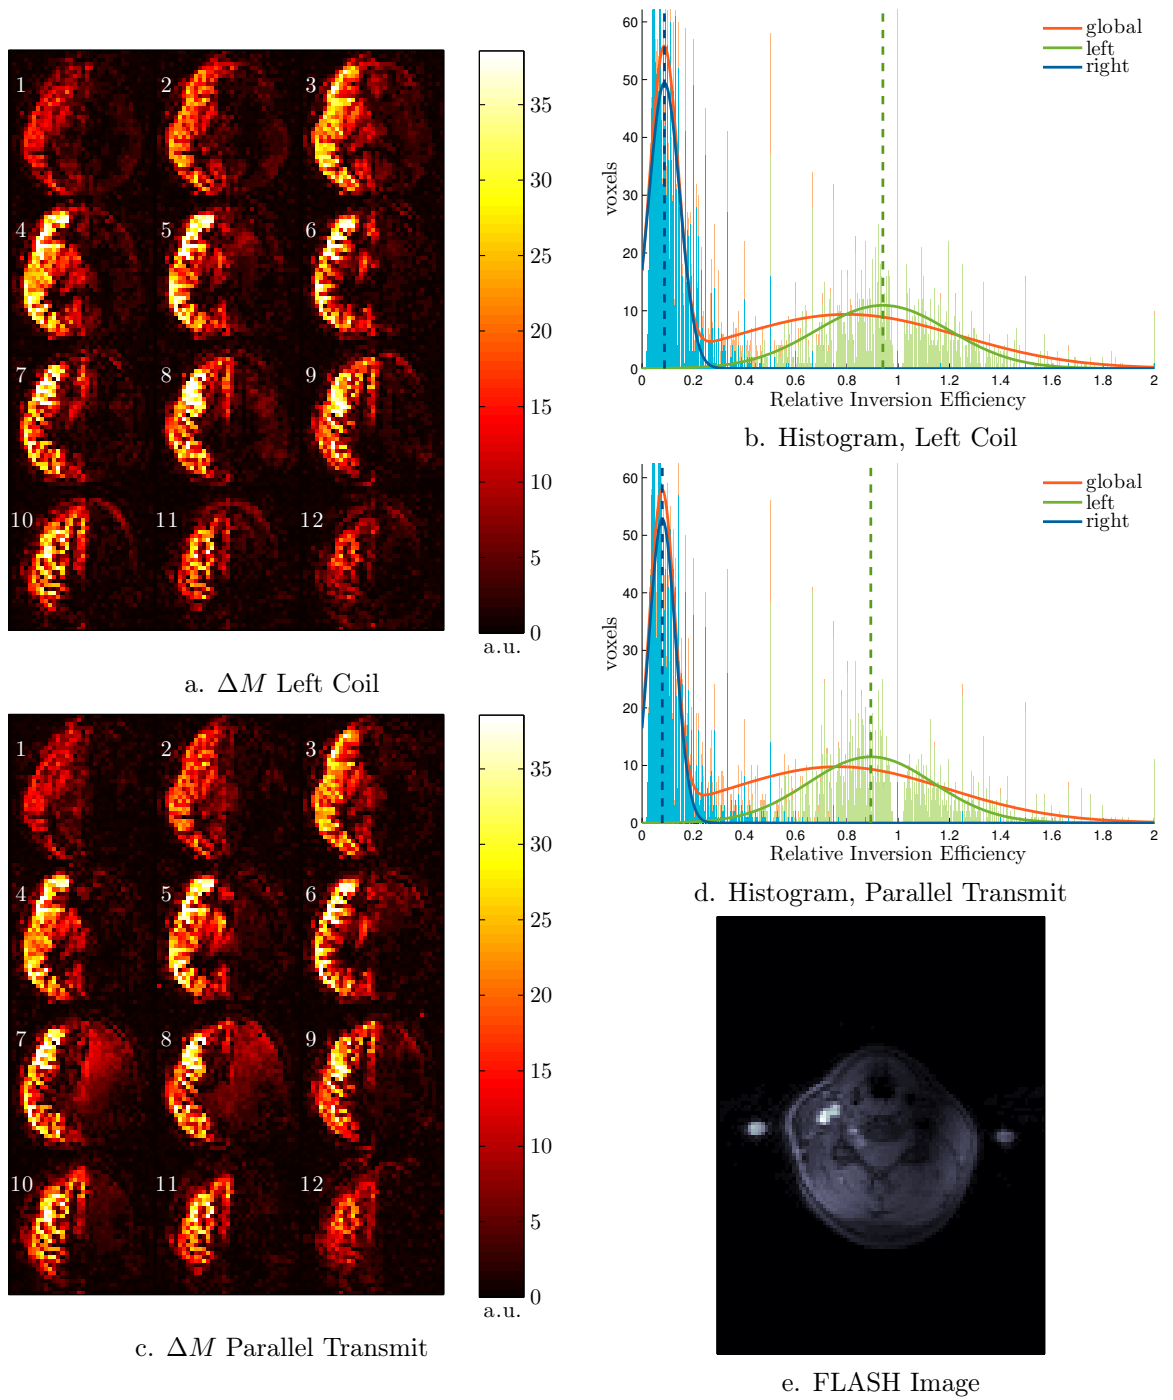 1 2 3
4 5 6
7 8 9
10 11 12
35
30
25
20
15
10
5
0
a.u.
a. ΔM Left Coil
60
50
40
30
20
10
0
voxels
global
left
right
0 0.2 0.4 0.6 0.8 1 1.2 1.4 1.6 1.8 2
Relative Inversion Efficiency
b. Histogram, Left Coil
1 2 3
4 5 6
7 8 9
10 11 12
35
30
25
20
15
10
5
0
a.u.
c. ΔM Parallel Transmit
60
50
40
30
20
10
0
voxels
global
left
right
0 0.2 0.4 0.6 0.8 1 1.2 1.4 1.6 1.8 2
Relative Inversion Efficiency
d. Histogram, Parallel Transmit
e. FLASH Image